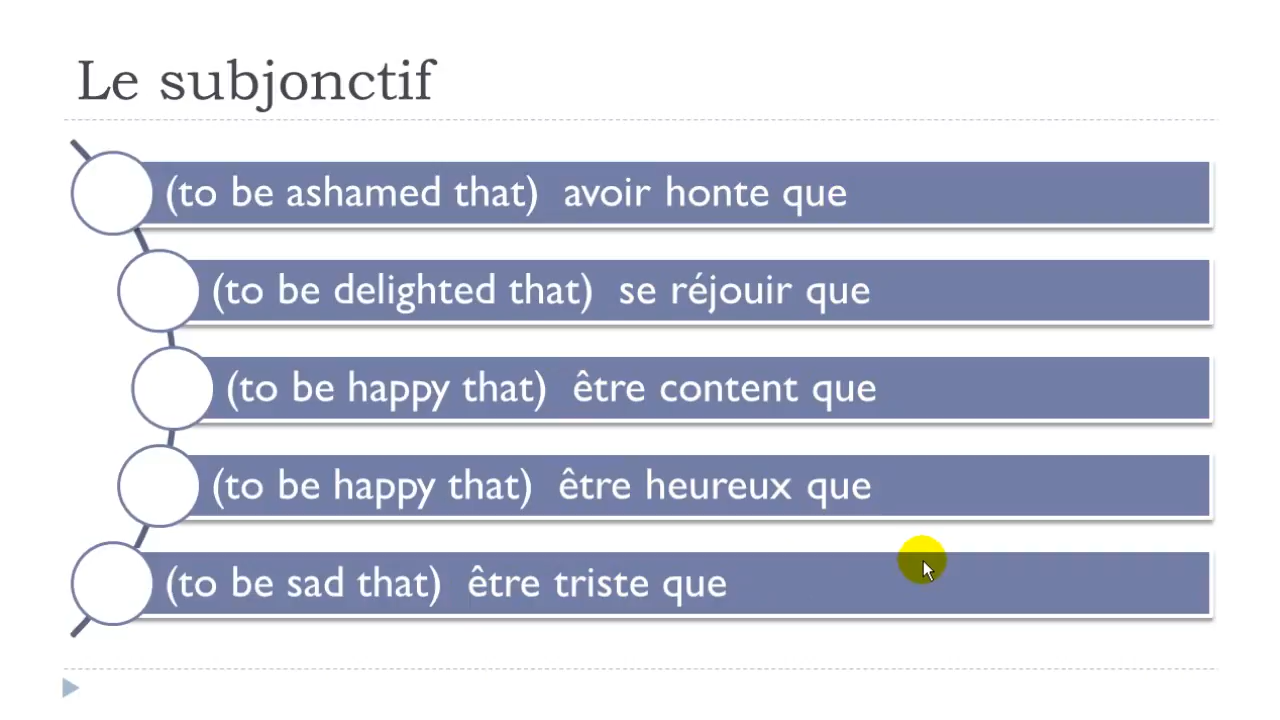 Le subjonctif
(to be ashamed that) avoir honte que
(to be delighted that) se réjouir que
(to be happy that) être content que
(to be happy that) être heureux que
(to be sad that) être triste que